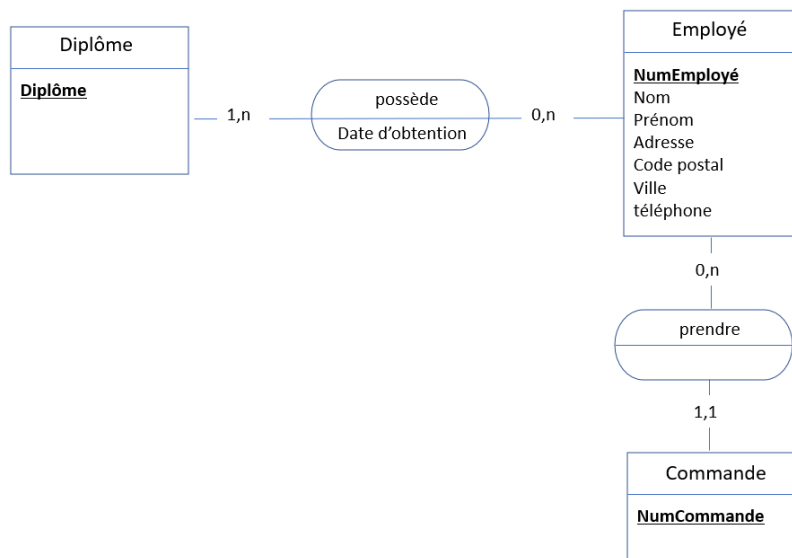 Diplôme
Diplôme
1,n
possède
Date d’obtention
0,n
Employé
NumEmployé
Nom
Prénom
Adresse
Code postal
Ville
téléphone
0,n
prendre
1,1
Commande
NumCommande